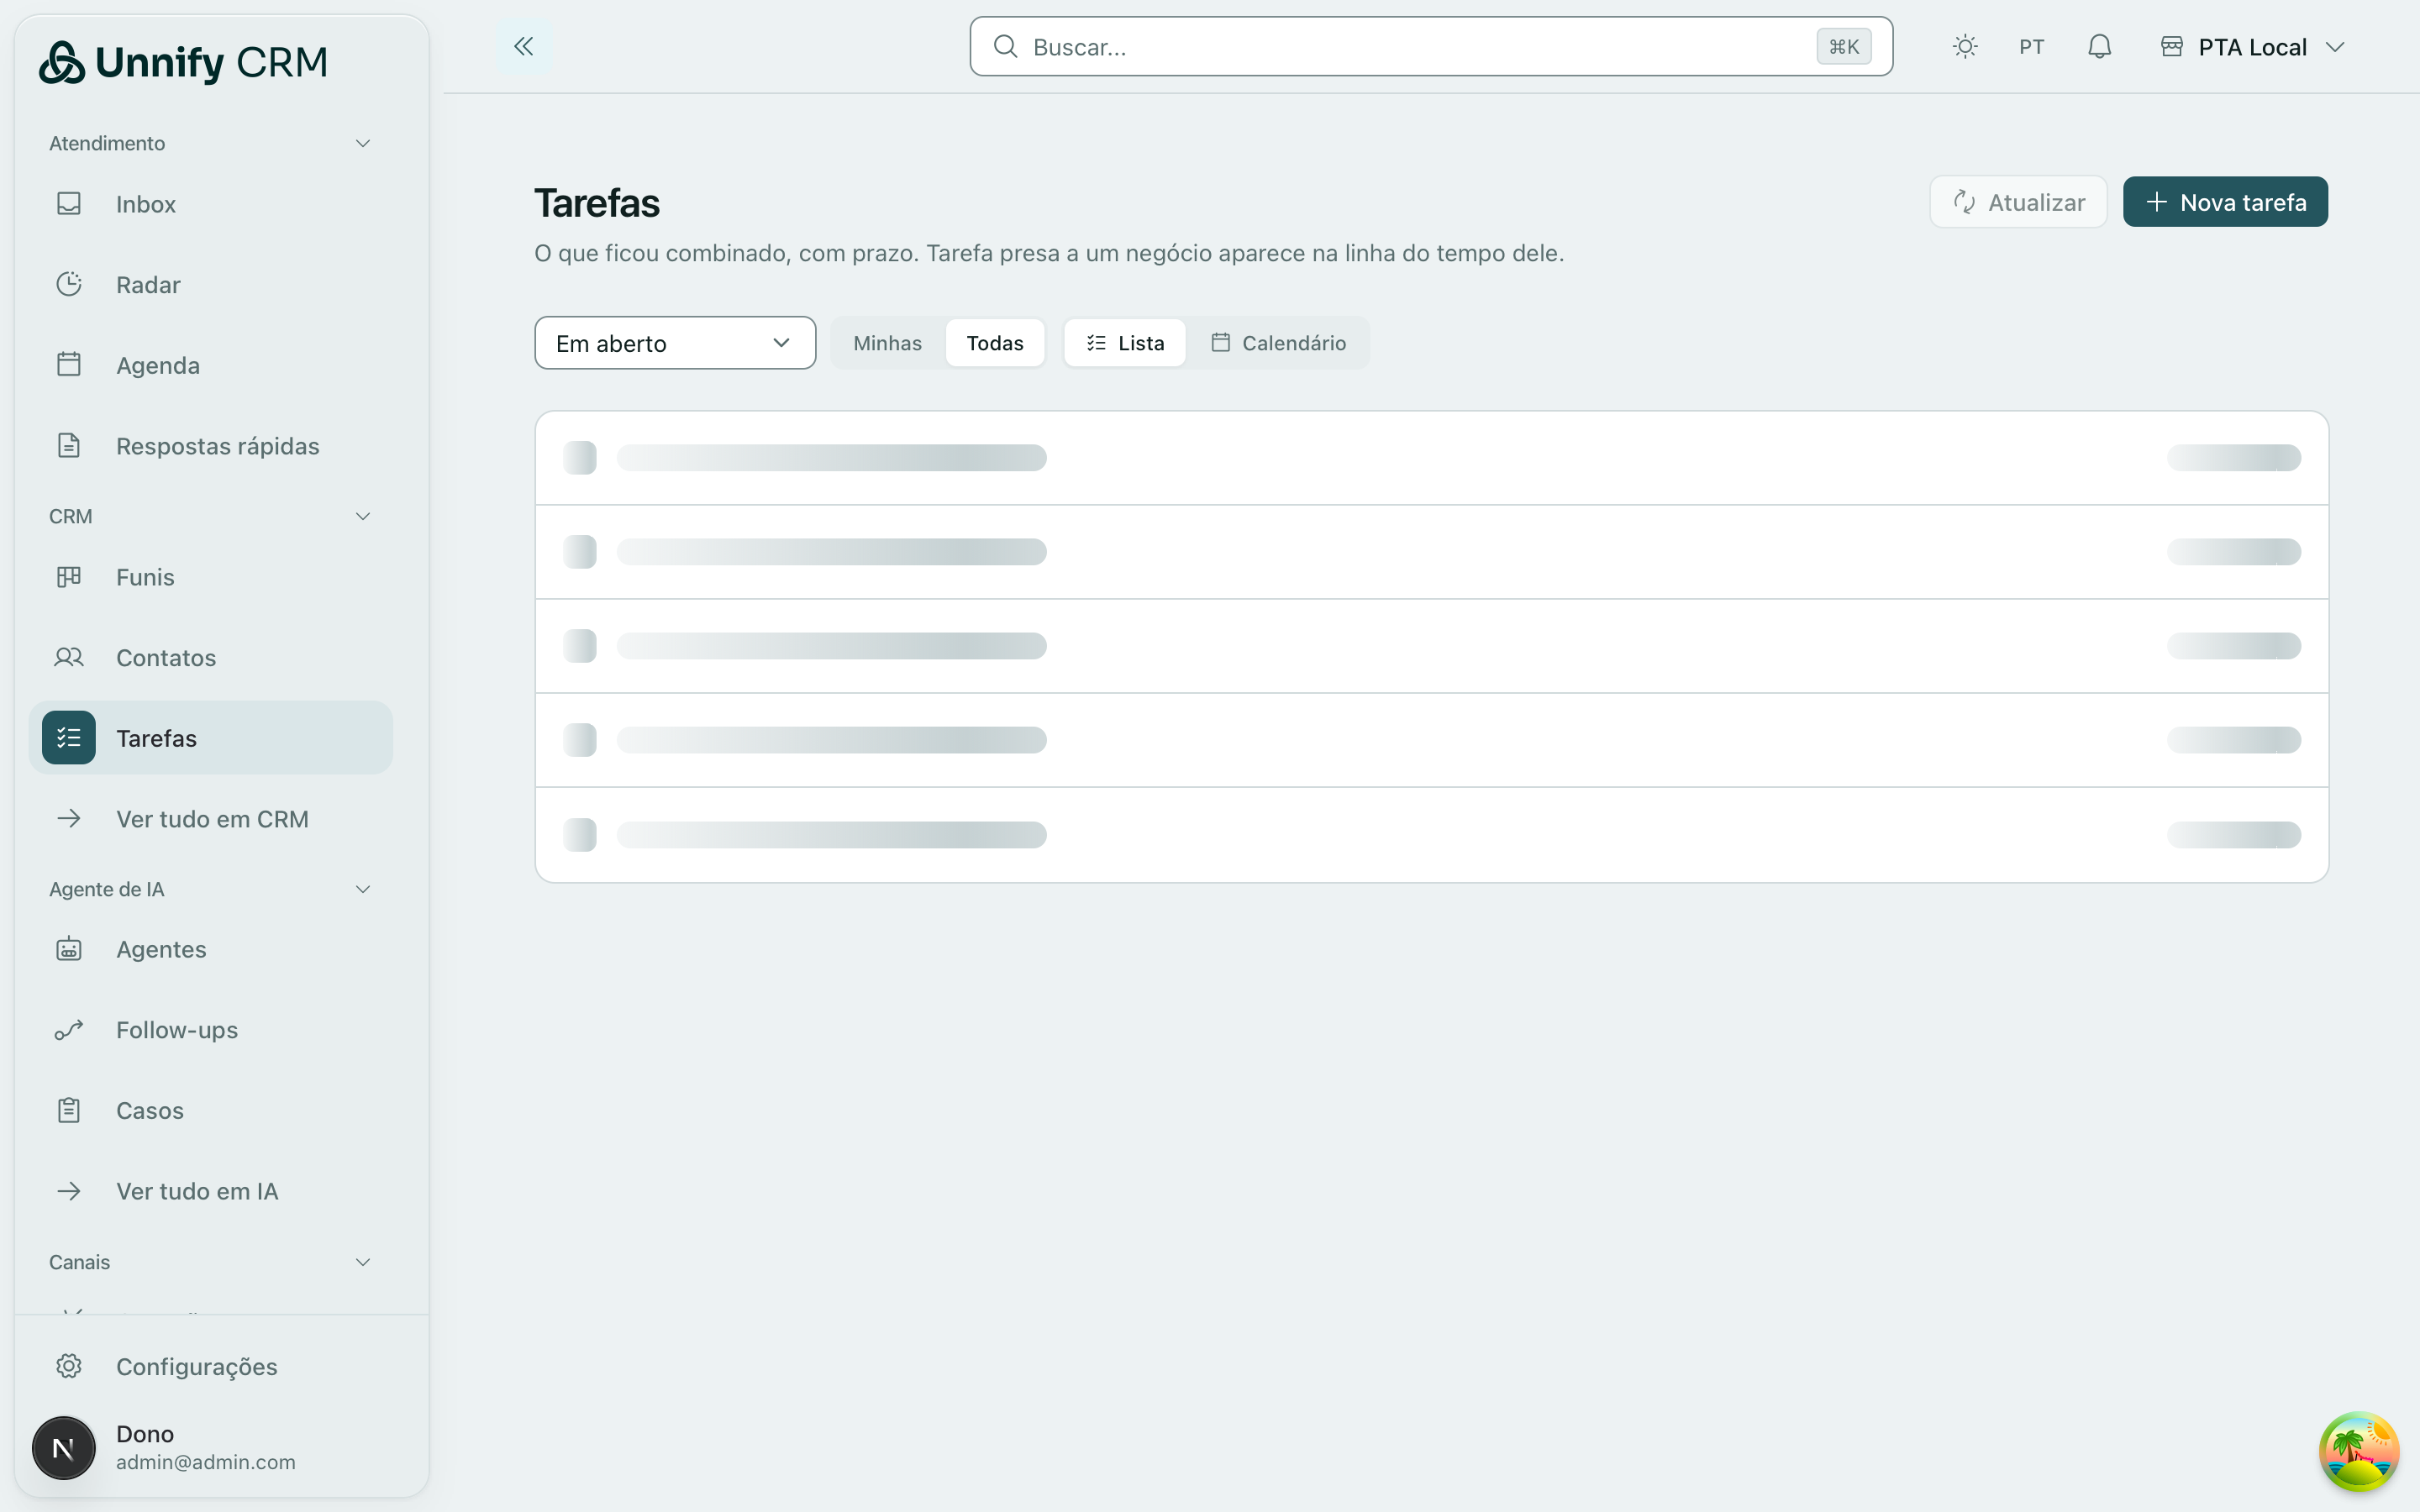 Unnify CRM
Buscar...
⌘K
PT
PTA Local
Atendimento
Inbox
Radar
Agenda
Respostas rápidas
CRM
Funis
Contatos
Tarefas
Ver tudo em CRM
Agente de IA
Agentes
Follow-ups
Casos
Ver tudo em IA
Canais
Configurações
N
Dono
admin@admin.com
Tarefas
Atualizar
Nova tarefa
O que ficou combinado, com prazo. Tarefa presa a um negócio aparece na linha do tempo dele.
Em aberto
Minhas
Todas
Lista
Calendário